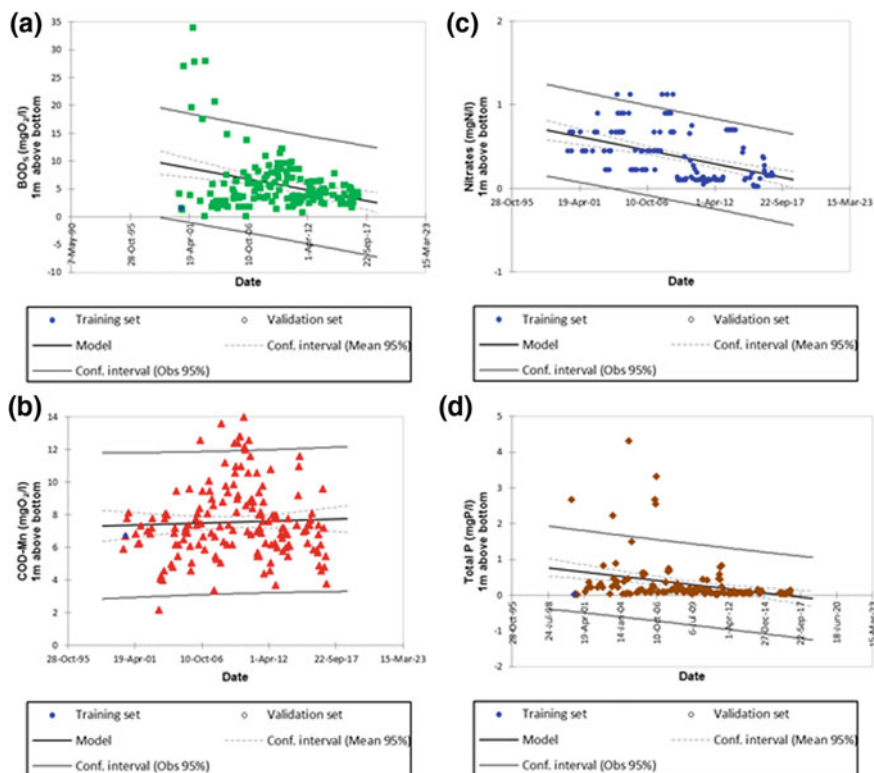 (a)
35
30
25
20
15
10
5
0
-5
-10
BOD₅ (mgO₂/l)
1m above bottom
7-May-90
28-Oct-95
19-Apr-01
10-Oct-06
1-Apr-12
22-Sep-17
15-Mar-23
Date
Training set
Validation set
Model
Conf. interval (Mean 95%)
Conf. interval (Obs 95%)
(c)
2
1
0
-1
Nitrates (mgN/l)
1m above bottom
28-Oct-95
19-Apr-01
10-Oct-06
1-Apr-12
22-Sep-17
15-Mar-23
Date
Training set
Validation set
Model
Conf. interval (Mean 95%)
Conf. interval (Obs 95%)
(b)
14
12
10
8
6
4
2
0
COD-Mn (mgO₂/l)
1m above bottom
28-Oct-95
19-Apr-01
10-Oct-06
1-Apr-12
22-Sep-17
15-Mar-23
Date
Training set
Validation set
Model
Conf. interval (Mean 95%)
Conf. interval (Obs 95%)
(d)
5
4
3
2
1
0
-1
-2
Total P (mgP/l)
1m above bottom
28-Oct-95
24-Jul-98
19-Apr-01
14-Jan-04
10-Oct-06
6-Jul-09
1-Apr-12
27-Dec-14
22-Sep-17
18-Jun-20
15-Mar-23
Date
Training set
Validation set
Model
Conf. interval (Mean 95%)
Conf. interval (Obs 95%)